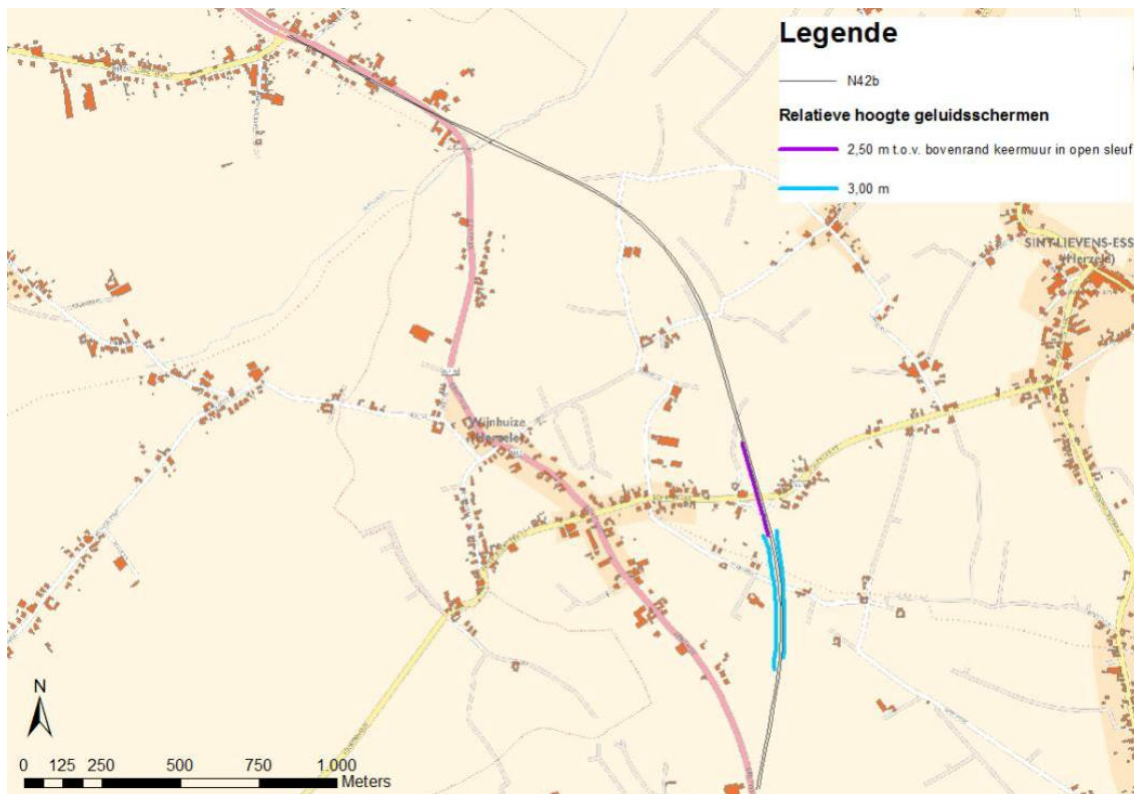 Legende
N42b
Relatieve hoogte geluidsschermen
2,50 m t.o.v. bovenrand keermuur in open sleuf
3,00 m
SINT-LIEVENS-ESS
(Herzele)
(Herzele)
N
0 125 250 500 750 1.000
Meters